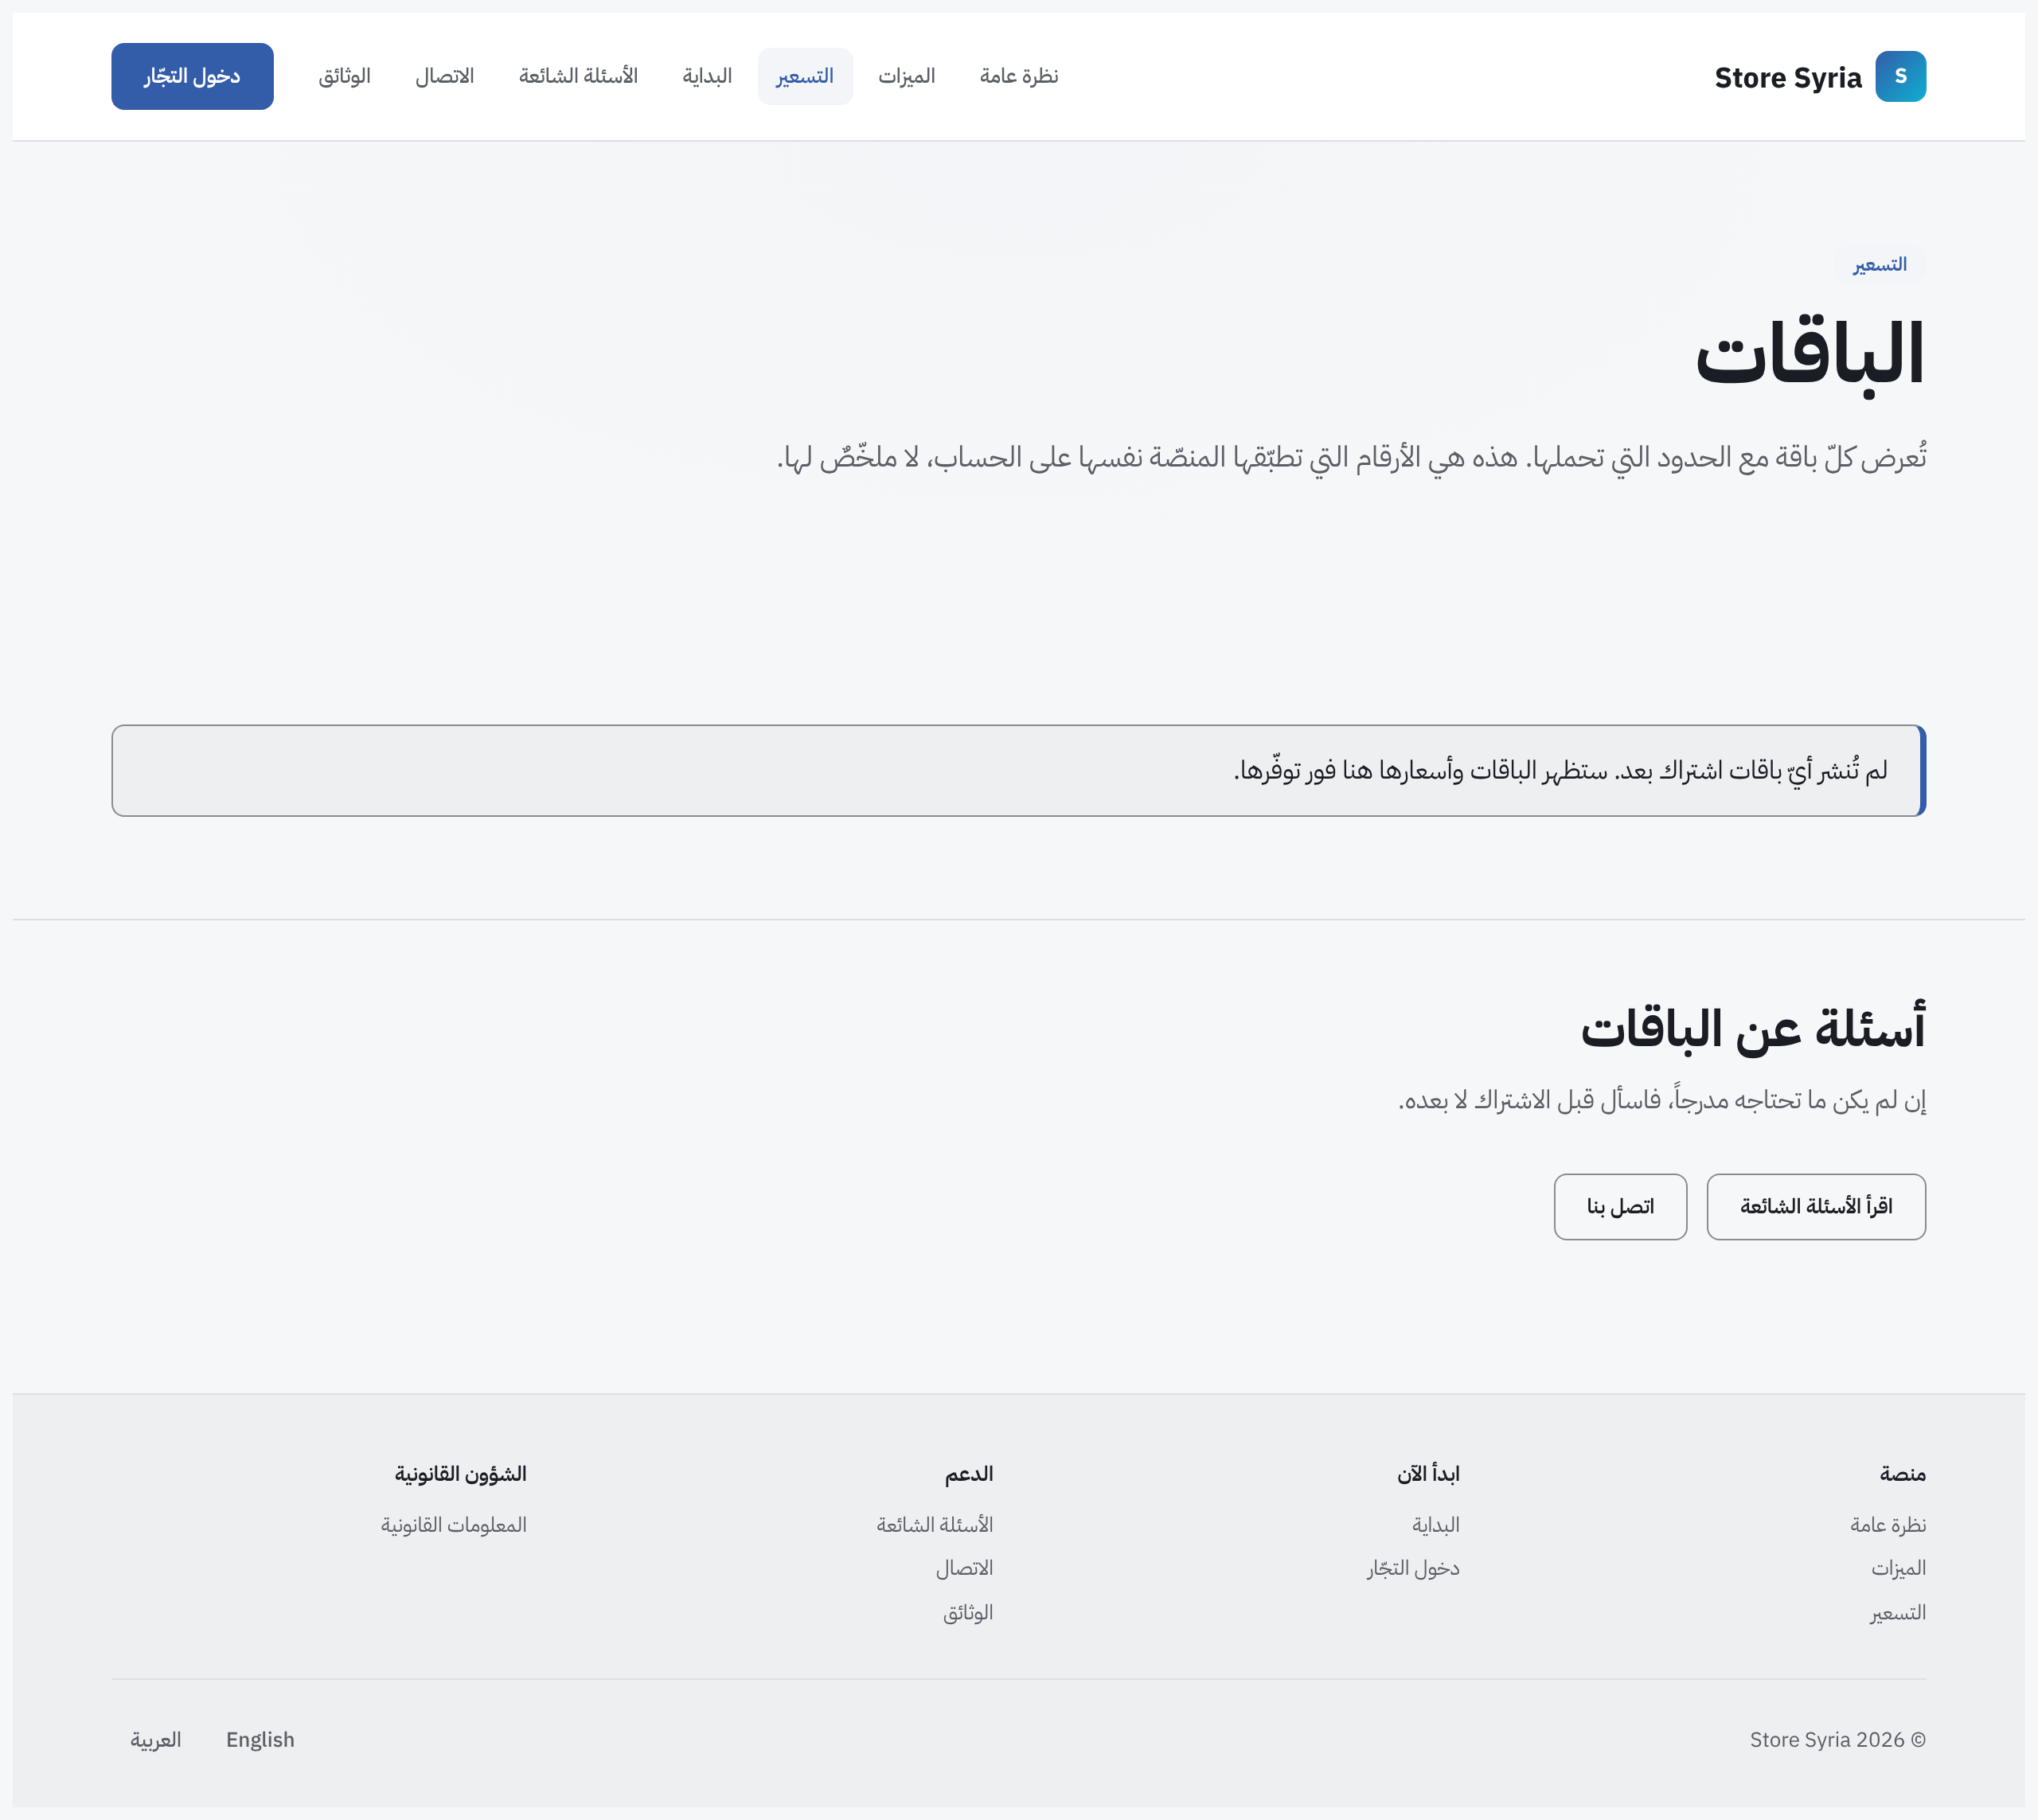 S
Store Syria
نظرة عامة
الميزات
التسعير
البداية
الأسئلة الشائعة
الاتصال
الوثائق
دخول التجّار
التسعير
الباقات
تُعرض كلّ باقة مع الحدود التي تحملها. هذه هي الأرقام التي تطبّقها المنصّة نفسها على الحساب، لا ملخّصٌ لها.
لم تُنشر أيّ باقات اشتراك بعد. ستظهر الباقات وأسعارها هنا فور توفّرها.
أسئلة عن الباقات
إن لم يكن ما تحتاجه مدرجاً، فاسأل قبل الاشتراك لا بعده.
اقرأ الأسئلة الشائعة
اتصل بنا
منصة
نظرة عامة
الميزات
التسعير
ابدأ الآن
البداية
دخول التجّار
الدعم
الأسئلة الشائعة
الاتصال
الوثائق
الشؤون القانونية
المعلومات القانونية
© 2026 Store Syria
English
العربية